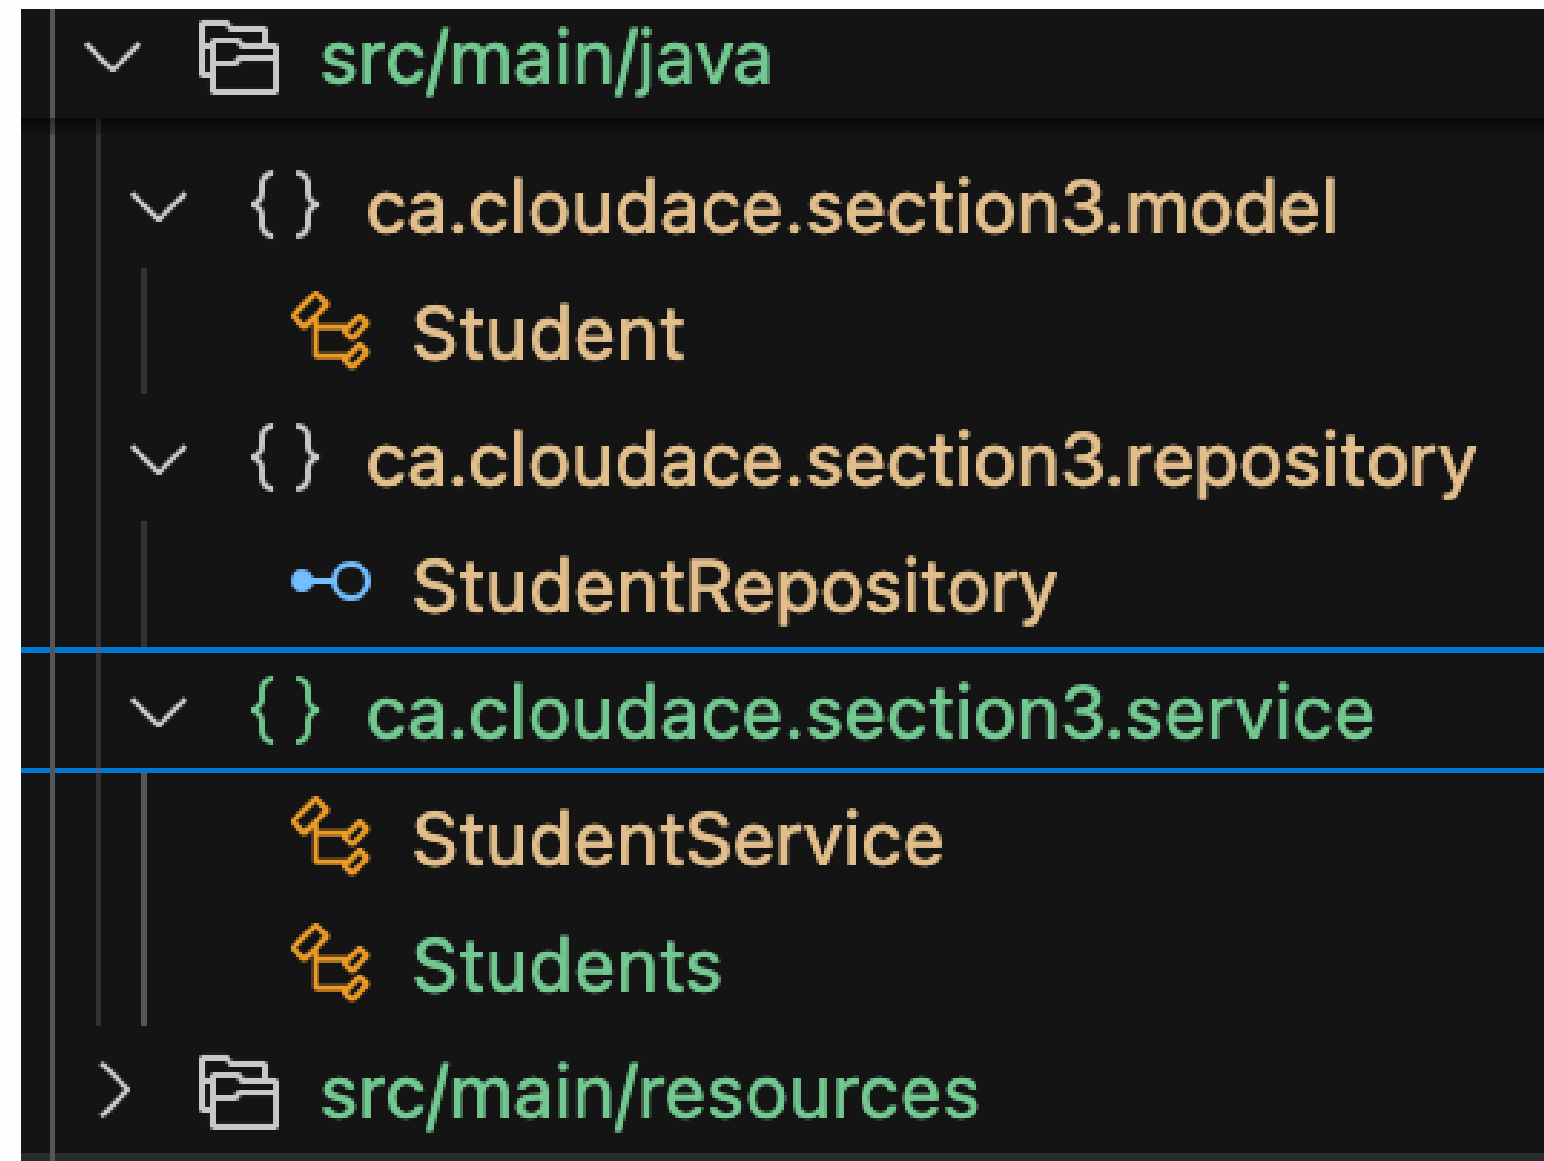 src/main/java
{} ca.cloudace.section3.model
Student
{} ca.cloudace.section3.repository
StudentRepository
{} ca.cloudace.section3.service
StudentService
Students
src/main/resources